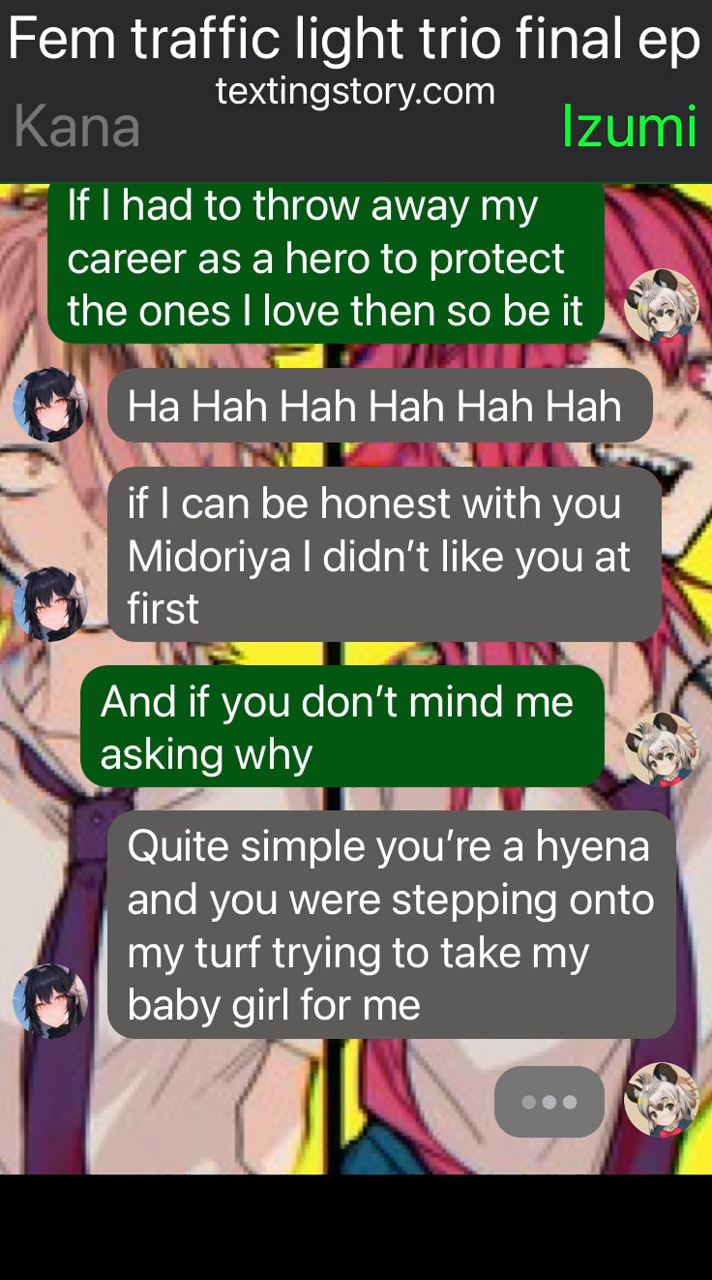 Fem traffic light trio final ep
textingstory.com
Kana
Izumi
If I had to throw away my
career as a hero to protect
the ones I love then so be it
Ha Hah Hah Hah Hah Hah
if I can be honest with you
Midoriya I didn’t like you at
first
And if you don’t mind me
asking why
Quite simple you’re a hyena
and you were stepping onto
my turf trying to take my
baby girl for me